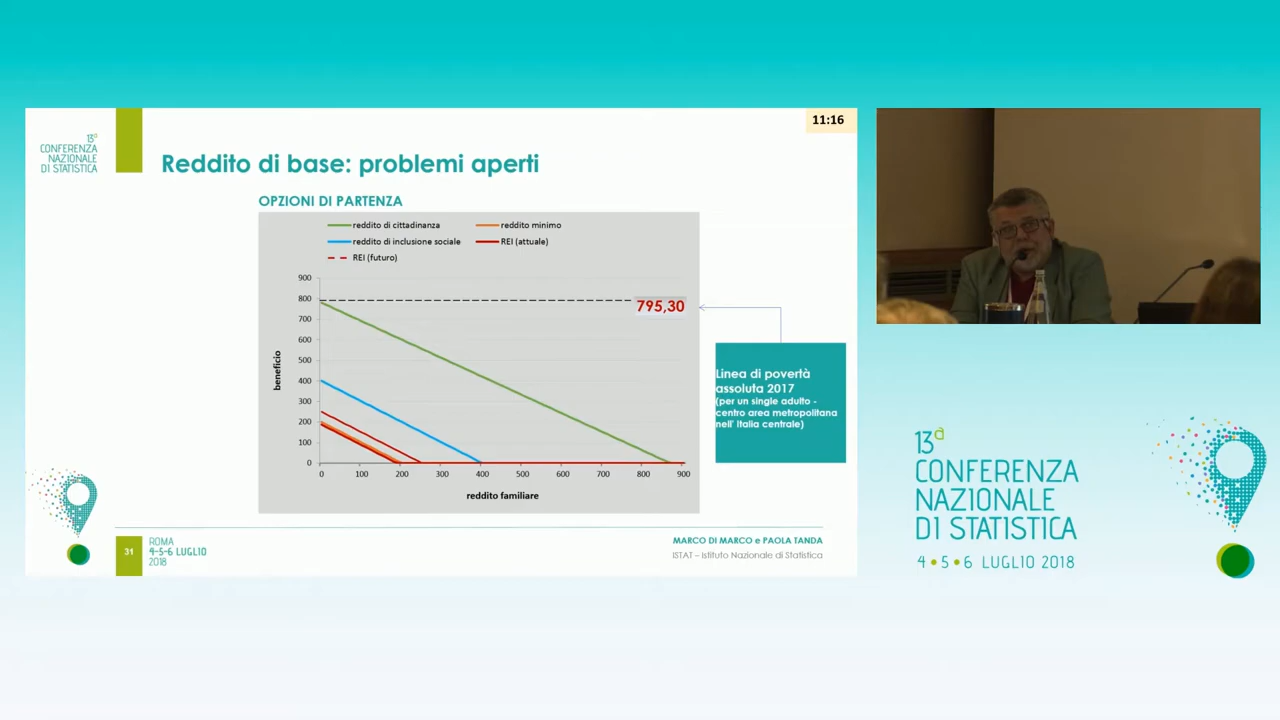 11:16
13ª
CONFERENZA
NAZIONALE
DI STATISTICA
Reddito di base: problemi aperti
OPZIONI DI PARTENZA
reddito di cittadinanza
reddito minimo
reddito di inclusione sociale
REI (attuale)
REI (futuro)
900
800
700
600
500
400
300
200
100
0
beneficio
795,30
0 100 200 300 400 500 600 700 800 900
reddito familiare
Linea di povertà
assoluta 2017
(per un single adulto -
centro area metropolitana
nell' Italia centrale)
31
ROMA
4-5-6 LUGLIO
2018
MARCO DI MARCO e PAOLA TANDA
ISTAT – Istituto Nazionale di Statistica
13ª
CONFERENZA
NAZIONALE
DI STATISTICA
4 • 5 • 6 LUGLIO 2018